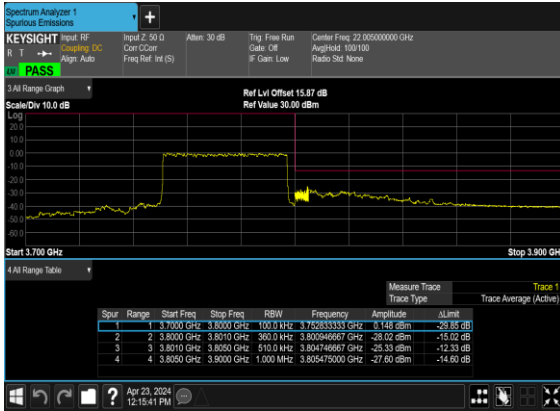 Spectrum Analyzer 1
Spurious Emissions
+
KEYSIGHT Input: RF Input Z: 50 Ω Atten: 30 dB Trig: Free Run Center Freq: 22.005000000 GHz
R T Coupling: DC Corr CCorr Gate: Off Avg|Hold: 100/100
Align: Auto Freq Ref: Int (S) IF Gain: Low Radio Std: None
PASS
3 All Range Graph Ref Lvl Offset 15.87 dB
Scale/Div 10.0 dB Ref Value 30.00 dBm
Log
20.0
10.0
0.00
-10.0
-20.0
-30.0
-40.0
-50.0
-60.0
Start 3.700 GHz Stop 3.900 GH
4 All Range Table
Measure Trace Trace 1
Trace Type Trace Average (Active)
Spur Range Start Freq Stop Freq RBW Frequency Amplitude ΔLimit
1 1 3.7000 GHz 3.8000 GHz 100.0 kHz 3.752833333 GHz 0.148 dBm -29.85 dB
2 2 3.8000 GHz 3.8010 GHz 360.0 kHz 3.800946667 GHz -28.02 dBm -15.02 dB
3 3 3.8010 GHz 3.8050 GHz 510.0 kHz 3.804746667 GHz -25.33 dBm -12.33 dB
4 4 3.8050 GHz 3.9000 GHz 1.000 MHz 3.805475000 GHz -27.60 dBm -14.60 dB
? Apr 23, 2024
12:15:41 PM